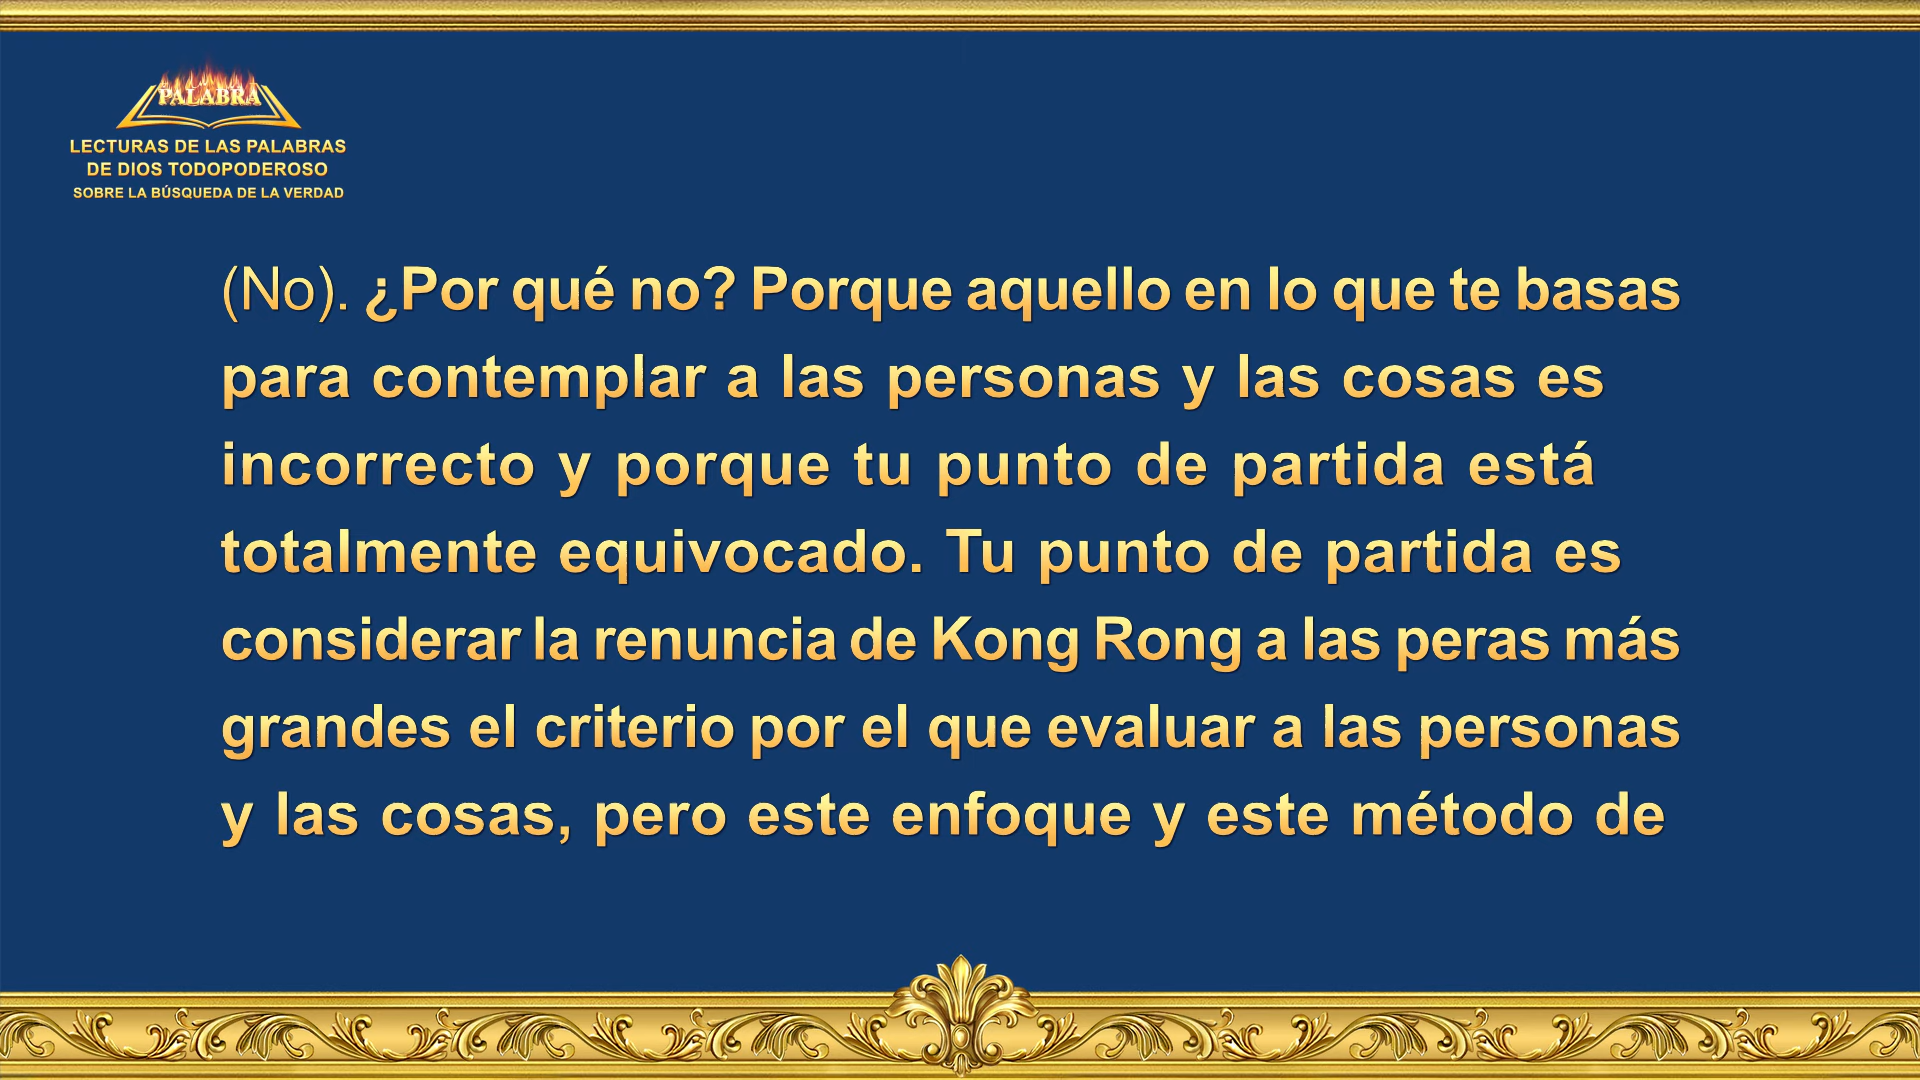 PALABRA
LECTURAS DE LAS PALABRAS
DE DIOS TODOPODEROSO
SOBRE LA BÚSQUEDA DE LA VERDAD
(No). ¿Por qué no? Porque aquello en lo que te basas
para contemplar a las personas y las cosas es
incorrecto y porque tu punto de partida está
totalmente equivocado. Tu punto de partida es
considerar la renuncia de Kong Rong a las peras más
grandes el criterio por el que evaluar a las personas
y las cosas, pero este enfoque y este método de